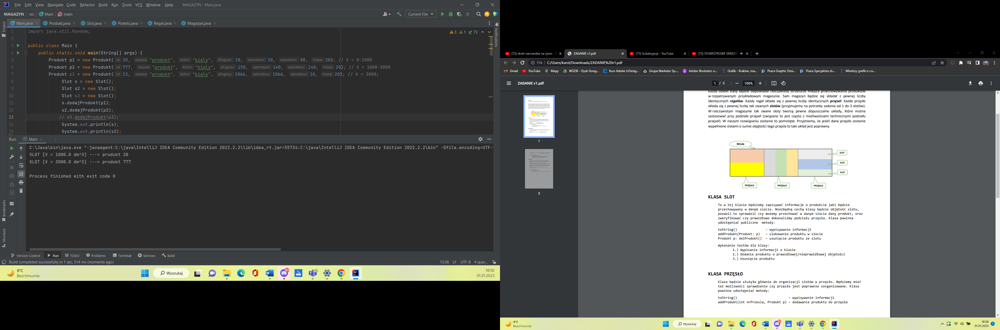 File Edit View Navigate Code Refactor Build Run Tools VCS Window Help MAGAZYN - Main.java
MAGAZYN src Main main
Current File
Main.java Produkt.java Slot.java Przeslo.java Regal.java Magazyn.java
Project
Notifications
3 1 73
1 import java.util.Random;
2
3 public class Main {
4 public static void main(String[] args) {
5 Produkt p1 = new Produkt( id: 20, nazwa: "produkt", kolor: "bialy", dlugosc: 10, szerokosc: 10, wysokosc: 88, masa: 20); // V = 0-1000
6 Produkt p2 = new Produkt( id: 777, nazwa: "produkt", kolor: "bialy", dlugosc: 150, szerokosc: 140, wysokosc: 140, masa: 20); // V = 1000-3000
7 Produkt p3 = new Produkt( id: 13, nazwa: "produkt", kolor: "bialy", dlugosc: 1066, szerokosc: 1066, wysokosc: 10, masa: 20); // V > 3000;
8 Slot s = new Slot();
9 Slot s2 = new Slot();
10 Slot s3 = new Slot();
11 s.dodajProdukt(p1);
12 s2.dodajProdukt(p2);
13 // s3.dodajProdukt(p3);
14 System.out.println(s);
15 System.out.println(s2);
Run: Main
C:\Java\bin\java.exe "-javaagent:C:\java\IntelliJ IDEA Community Edition 2022.2.2\lib\idea_rt.jar=55734:C:\java\IntelliJ IDEA Community Edition 2022.2.2\bin" -Dfile.encoding=UTF-
SLOT [V = 1000.0 dm^3] ---> produkt 20
SLOT [V = 3000.0 dm^3] ---> produkt 777
Process finished with exit code 0
Bookmarks
Structure
Version Control Run TODO Problems Terminal Services Build
Build completed successfully in 1 sec, 514 ms (moments ago) 13:36 LF UTF-8 4 spac...
8°C
Bezchmurnie
Wyszukaj
9+
18:56
01.01.2023
(73) skoki narciarskie na żywo - ZADANIE v1.pdf (73) Subskrypcje - YouTube (73) SYLWESTROWE SKRĘZY
Plik C:/Users/karol/Downloads/ZADANIE%20v1.pdf
Gmail YouTube Mapy WSZIB – Dysk Goog... Kurs Adobe InDesig... Grupa Marketer Sp.... Adobe Illustrator o... Grafik - Kraków, ma... Praca Graphic Desi... Praca Specjalista ds... Młodszy grafik e-co...
ZADANIE v1.pdf 1 / 2 100%
1
2
Każda obiekt klasy będzie odpowiadał rzeczywistej strukturze miejsca przechowywania produktów
w rozpatrywanym przykładowym magazynie. Sam magazyn będzie się składał z pewnej liczby
identycznych regałów. Każdy regał składa się z pewnej liczby identycznych przęseł. Każde przęsło
składa się z pewnej liczby tak zwanych slotów (przyjmujemy na potrzeby zadania od 1 do 3 slotów).
W rzeczywistym magazynie tak zwane sloty tworzą pewne dopuszczalne układy, które można
zastosować przy podziale przęseł (związane to jest często z możliwościami technicznymi podziału
przęseł). W naszym rozwiązaniu zostanie to pominięte. Przyjmiemy, że jeżeli dane przęsło zostanie
wypełnione slotami o sumie objętości tego przęsła to taki układ jest poprawny.
REGAŁ
SLOT
SLOT
SLOT
PRZĘSŁO PRZĘSŁO PRZĘSŁO
KLASA SLOT
To w tej klasie będziemy zapisywać informacje o produkcie jaki będzie
przechowywany w danym slocie. Niezbędną cechą klasy będzie objętość slotu,
pozwoli to sprawdzić czy możemy przechować w danym slocie dany produkt, oraz
zweryfikować czy prawidłowo dokonaliśmy podziału przęsła. Klasa powinna
udostępniać publiczne metody:
toString() – wypisywanie informacji
addProdukt(Produkt: p) – ulokowanie produktu w slocie
Produkt p: delProdukt() – usunięcie produktu ze slotu
Wykonanie testów dla klasy:
1.) Wypisanie informacji o klasie
2.) Dodanie produktu o prawidłowej/nieprawidłowej objętości
3.) Usunięcie produktu
KLASA PRZĘSŁO
Klasa będzie służyła głównie do organizacji slotów w przęsło. Będziemy mieć
też możliwości sprawdzenie czy przęsło jest poprawnie zorganizowane. Klasa
powinna udostępniać metody:
toString() – wypisywanie informacji
addProdukt(int nrPrzesla, Produkt p) – dodawanie produktu do przęsła
8°C
Bezchmurnie
Wyszukaj
9+
18:56
01.01.2023
1